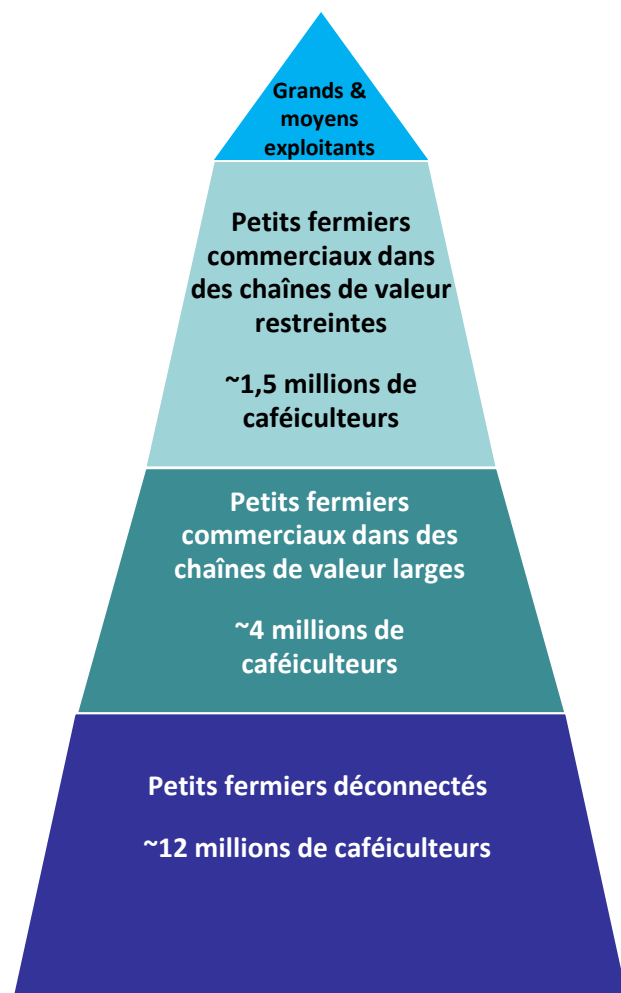 Grands &
moyens
exploitants
Petits fermiers
commerciaux dans
des chaînes de valeur
restreintes
~1,5 millions de
caféiculteurs
Petits fermiers
commerciaux dans des
chaînes de valeur larges
~4 millions de
caféiculteurs
Petits fermiers déconnectés
~12 millions de caféiculteurs